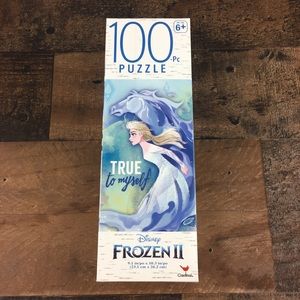 6+
100-Pc
PUZZLE
TRUE
to myself
Disney
FROZEN II
Cardinal